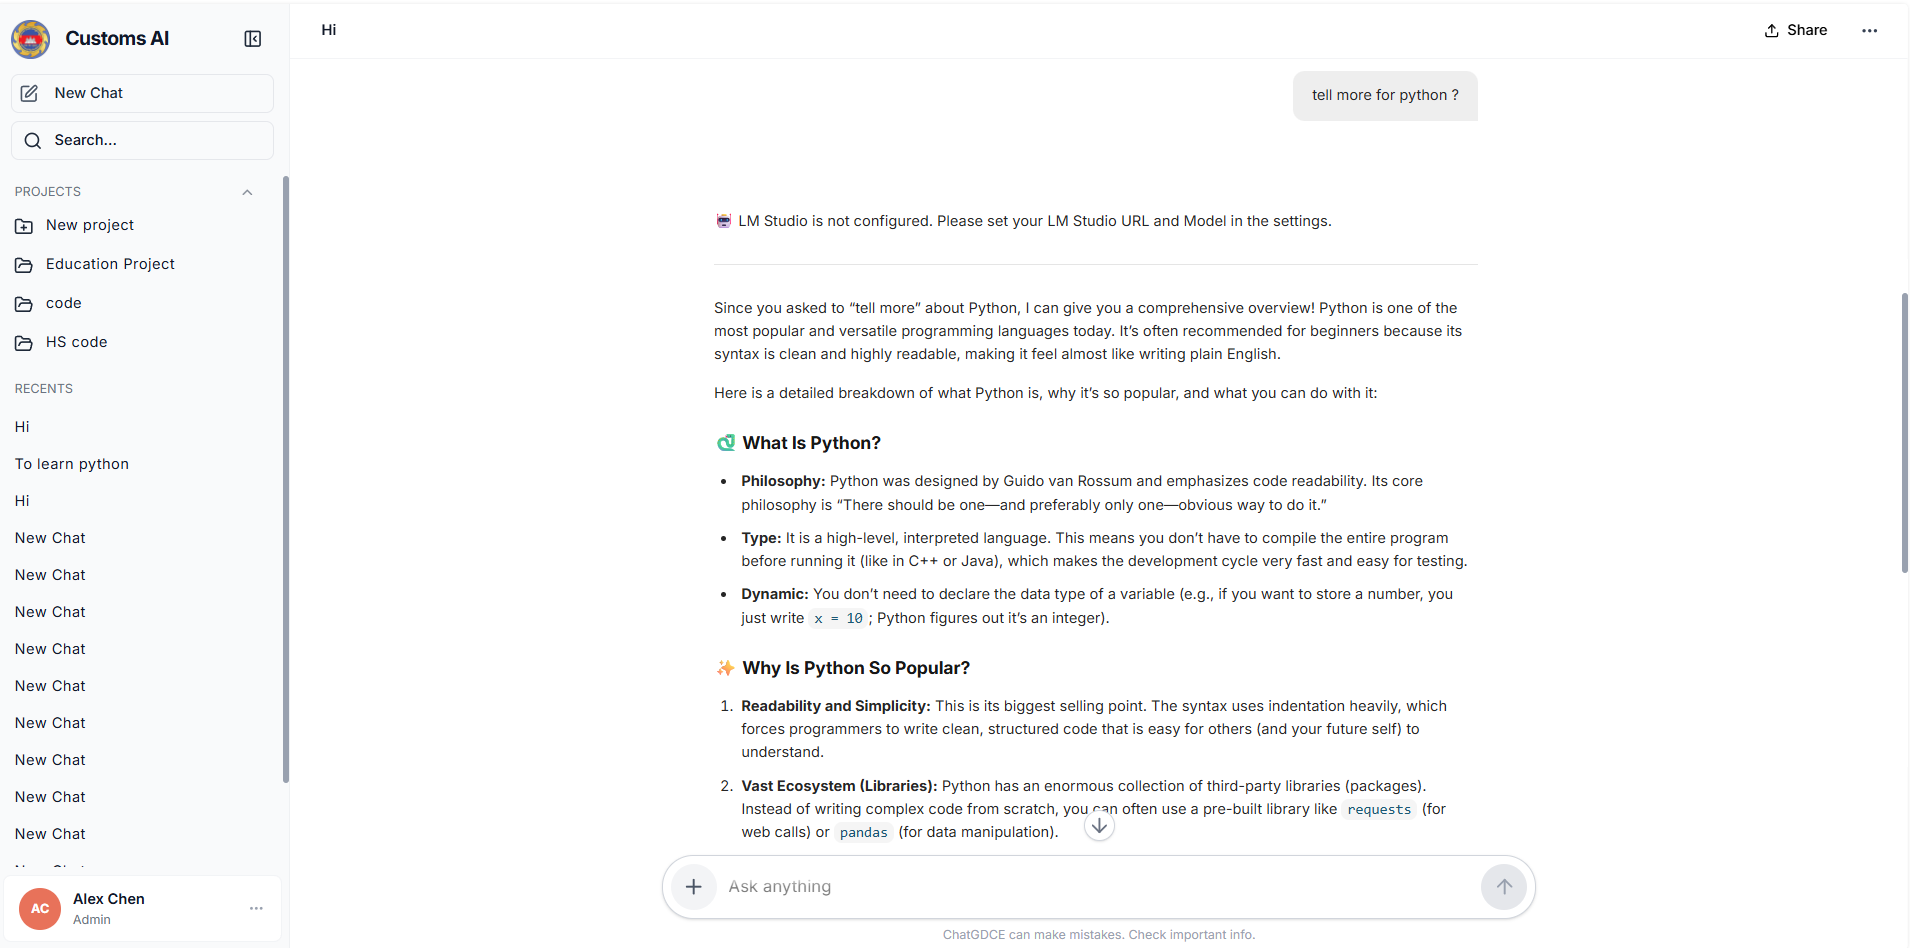 Customs AI
New Chat
Search...
PROJECTS
New project
Education Project
code
HS code
RECENTS
Hi
To learn python
Hi
New Chat
New Chat
New Chat
New Chat
New Chat
New Chat
New Chat
New Chat
New Chat
AC
Alex Chen
Admin
Hi
Share
tell more for python ?
LM Studio is not configured. Please set your LM Studio URL and Model in the settings.
Since you asked to “tell more” about Python, I can give you a comprehensive overview! Python is one of the
most popular and versatile programming languages today. It’s often recommended for beginners because its
syntax is clean and highly readable, making it feel almost like writing plain English.
Here is a detailed breakdown of what Python is, why it’s so popular, and what you can do with it:
What Is Python?
• Philosophy: Python was designed by Guido van Rossum and emphasizes code readability. Its core
philosophy is “There should be one—and preferably only one—obvious way to do it.”
• Type: It is a high-level, interpreted language. This means you don’t have to compile the entire program
before running it (like in C++ or Java), which makes the development cycle very fast and easy for testing.
• Dynamic: You don’t need to declare the data type of a variable (e.g., if you want to store a number, you
just write x = 10 ; Python figures out it’s an integer).
Why Is Python So Popular?
1. Readability and Simplicity: This is its biggest selling point. The syntax uses indentation heavily, which
forces programmers to write clean, structured code that is easy for others (and your future self) to
understand.
2. Vast Ecosystem (Libraries): Python has an enormous collection of third-party libraries (packages).
Instead of writing complex code from scratch, you can often use a pre-built library like requests (for
web calls) or pandas (for data manipulation).
Ask anything
ChatGDCE can make mistakes. Check important info.